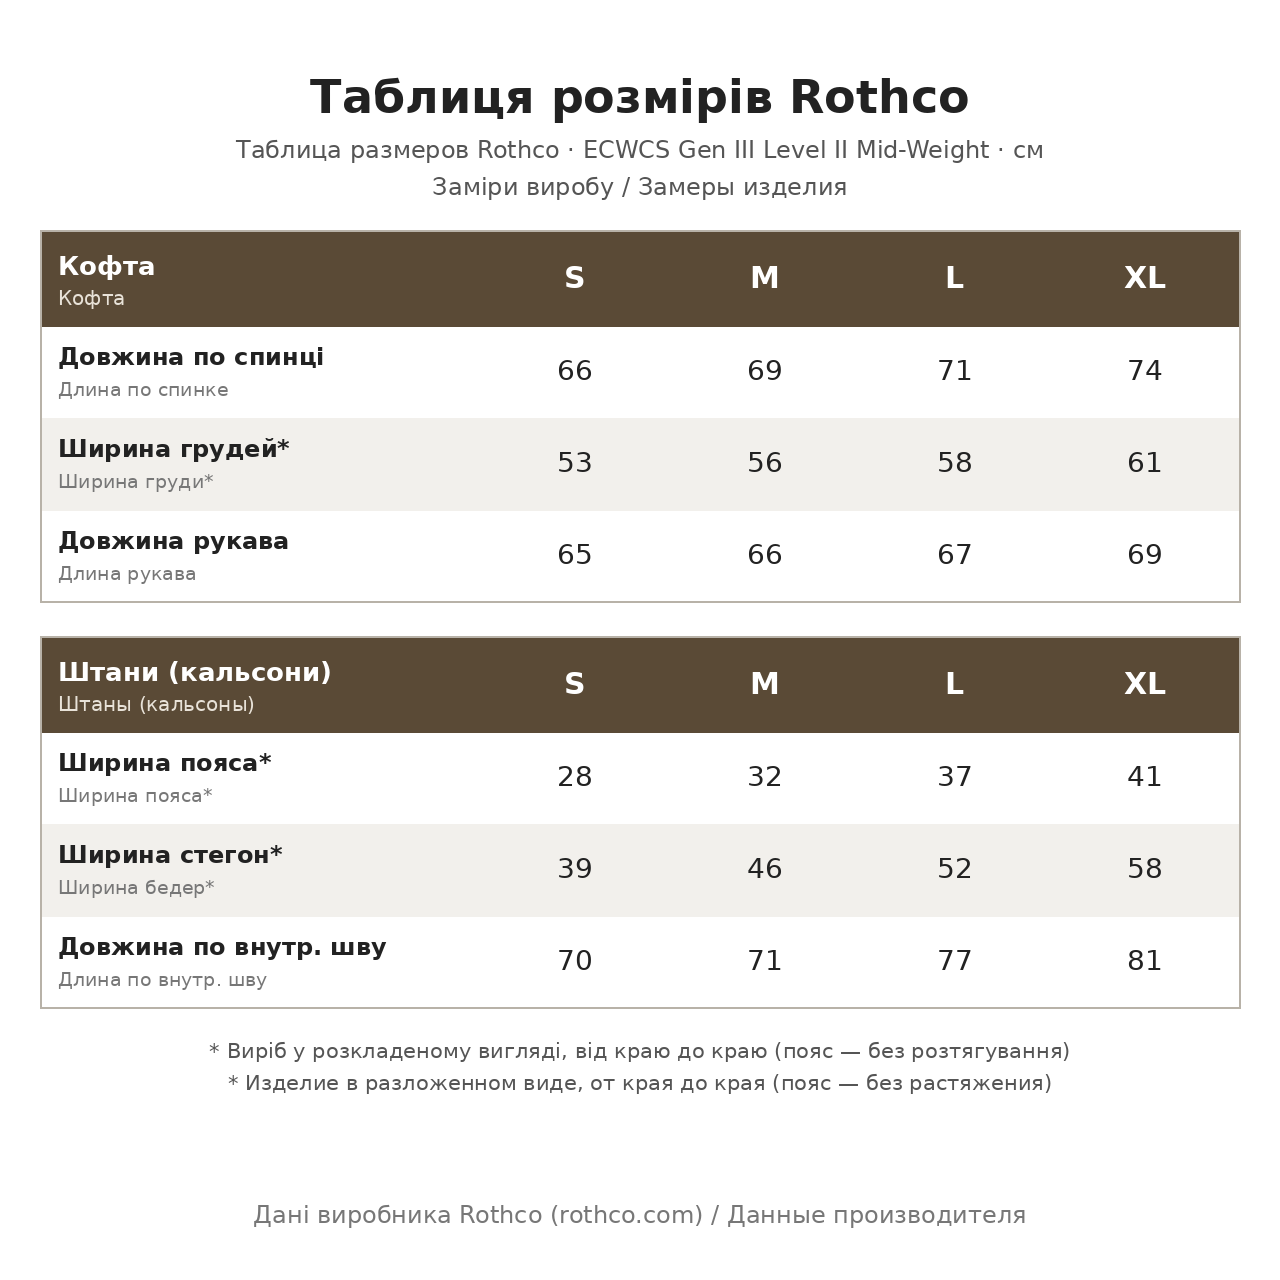 Таблиця розмірів Rothco
Таблица размеров Rothco · ECWCS Gen III Level II Mid-Weight · см
Заміри виробу / Замеры изделия
Кофта S M L XL
Кофта
Довжина по спинці 66 69 71 74
Длина по спинке
Ширина грудей* 53 56 58 61
Ширина груди*
Довжина рукава 65 66 67 69
Длина рукава
Штани (кальсони) S M L XL
Штаны (кальсоны)
Ширина пояса* 28 32 37 41
Ширина пояса*
Ширина стегон* 39 46 52 58
Ширина бедер*
Довжина по внутр. шву 70 71 77 81
Длина по внутр. шву
* Виріб у розкладеному вигляді, від краю до краю (пояс — без розтягування)
* Изделие в разложенном виде, от края до края (пояс — без растяжения)
Дані виробника Rothco (rothco.com) / Данные производителя